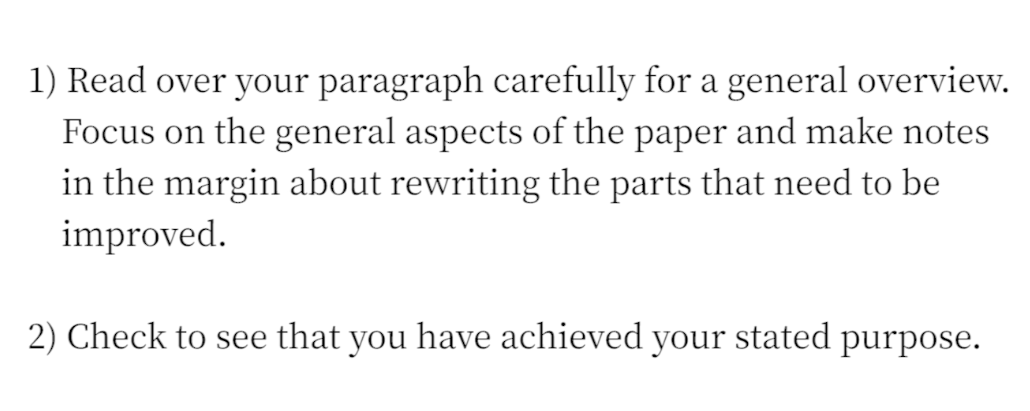 1) Read over your paragraph carefully for a general overview.
Focus on the general aspects of the paper and make notes
in the margin about rewriting the parts that need to be
improved.
2) Check to see that you have achieved your stated purpose.